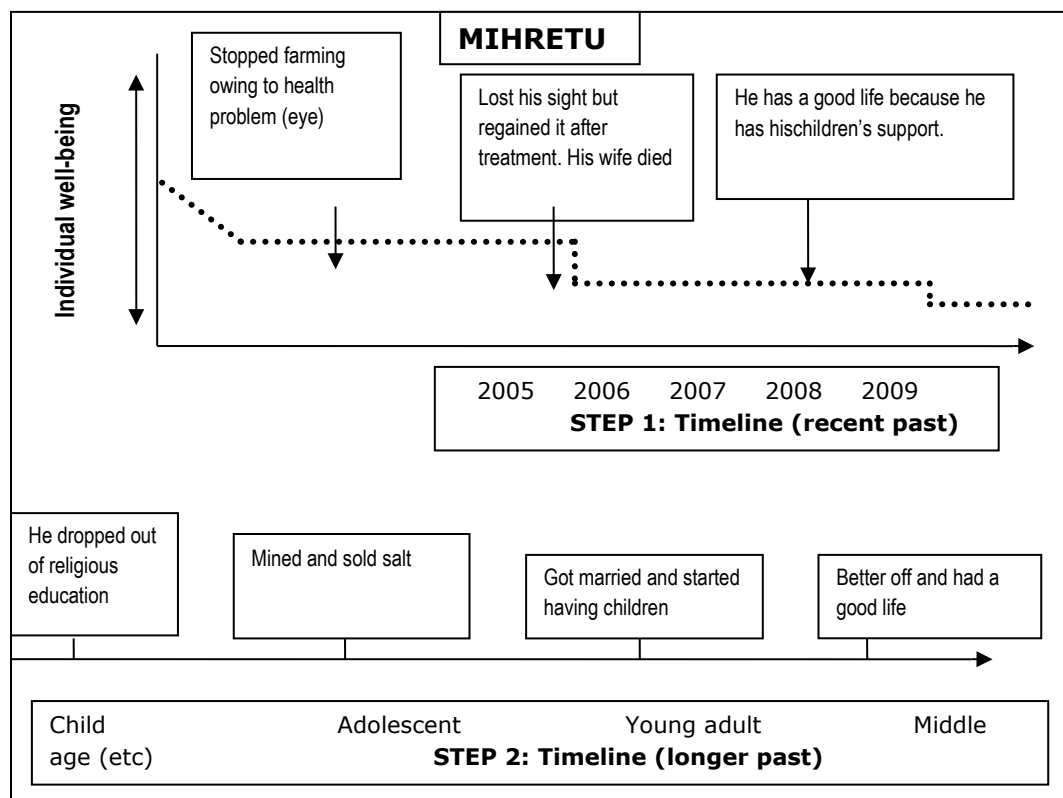 MIHRETU
Stopped farming
owing to health
problem (eye)
Lost his sight but
regained it after
treatment. His wife died
He has a good life because he
has hischildren’s support.
Individual well-being
2005 2006 2007 2008 2009
STEP 1: Timeline (recent past)
He dropped out
of religious
education
Mined and sold salt
Got married and started
having children
Better off and had a
good life
Child Adolescent Young adult Middle
age (etc) STEP 2: Timeline (longer past)